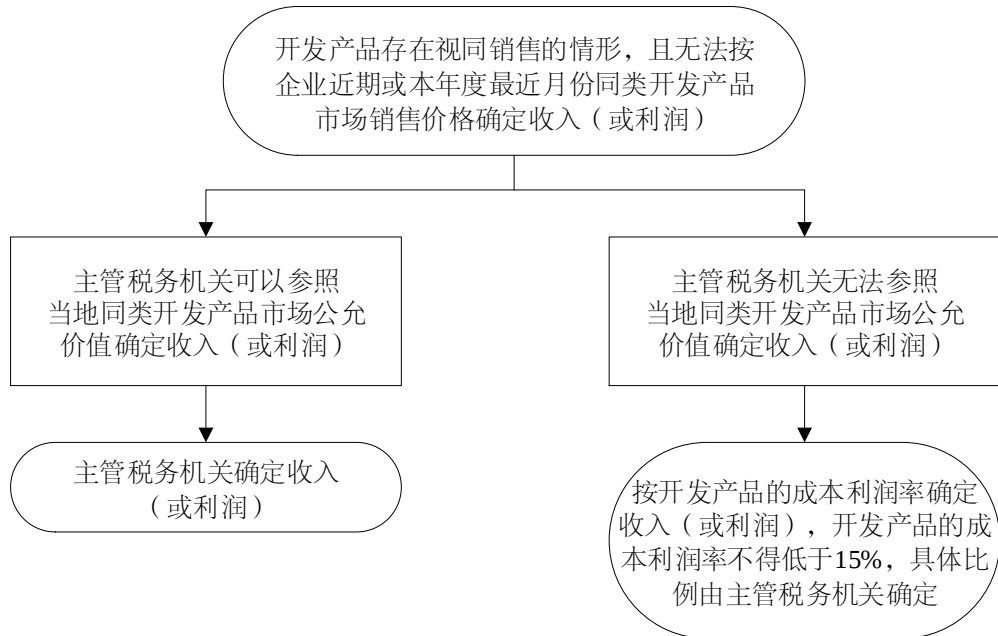 开发产品存在视同销售的情形，且无法按
企业近期或本年度最近月份同类开发产品
市场销售价格确定收入（或利润）
主管税务机关可以参照
当地同类开发产品市场公允
价值确定收入（或利润）
主管税务机关无法参照
当地同类开发产品市场公允
价值确定收入（或利润）
主管税务机关确定收入
（或利润）
按开发产品的成本利润率确定
收入（或利润），开发产品的成
本利润率不得低于15%，具体比
例由主管税务机关确定